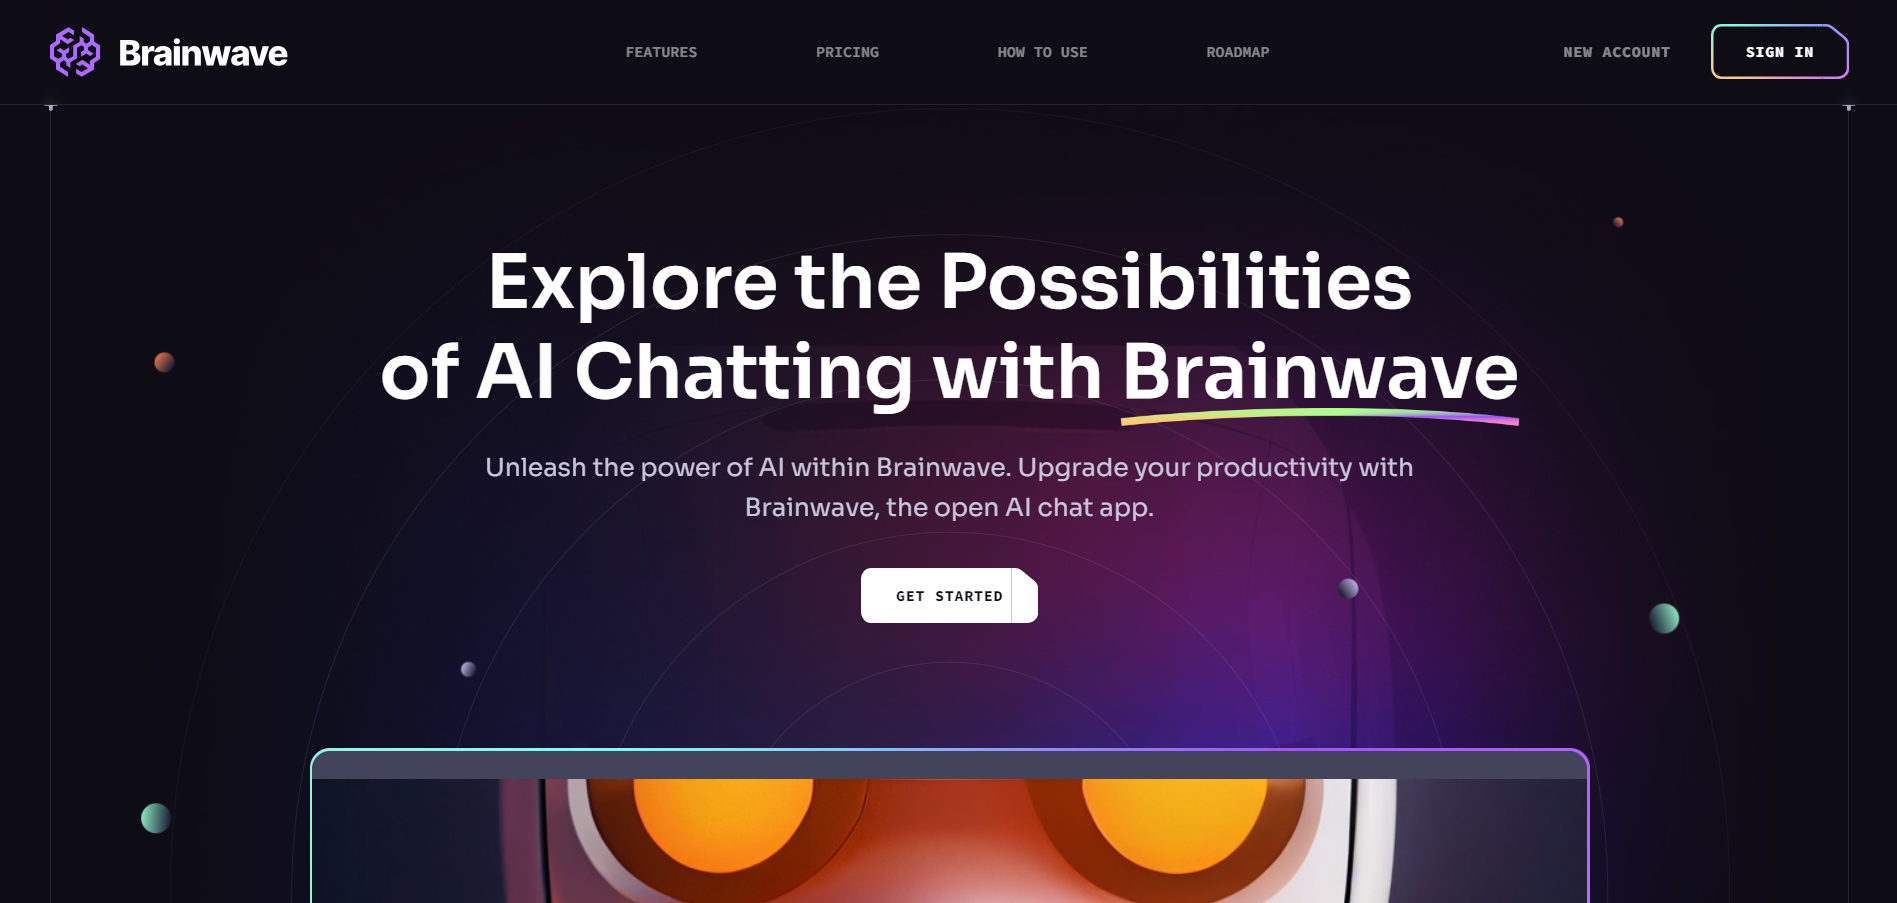 Brainwave
FEATURES
PRICING
HOW TO USE
ROADMAP
NEW ACCOUNT
SIGN IN
Explore the Possibilities
of AI Chatting with Brainwave
Unleash the power of AI within Brainwave. Upgrade your productivity with
Brainwave, the open AI chat app.
GET STARTED